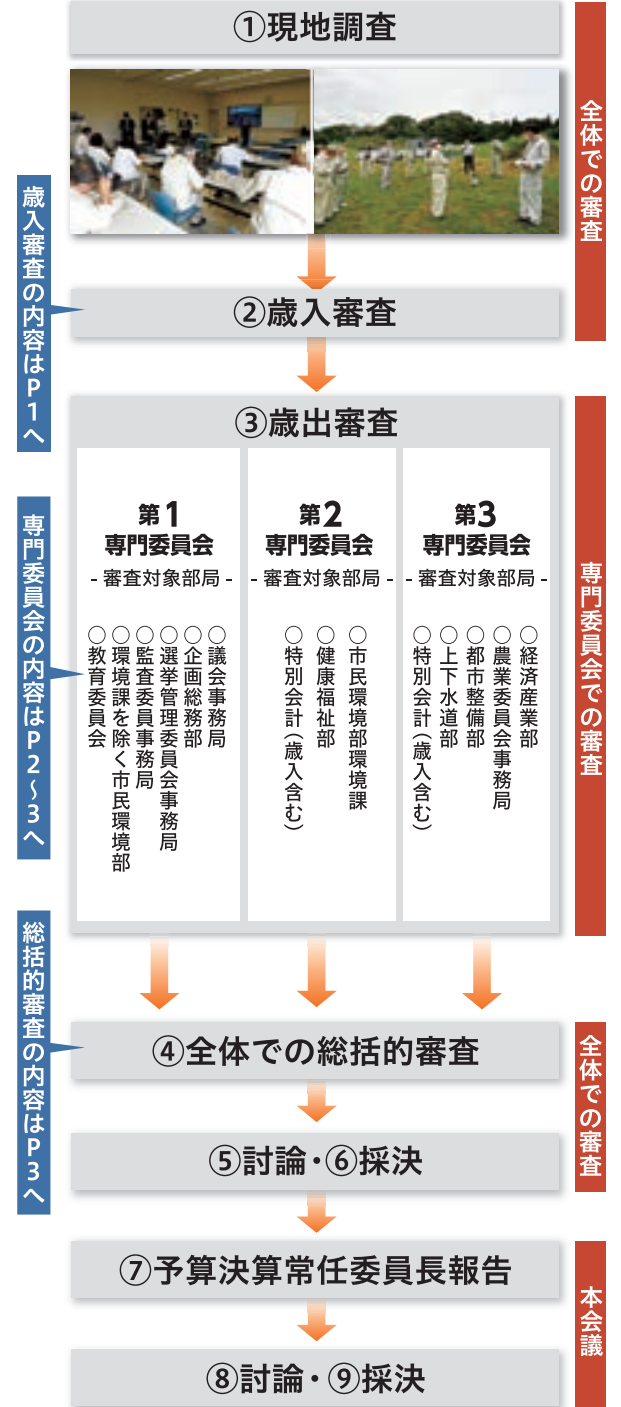 ①現地調査
全体での審査
歳入審査の内容はP1へ
②歳入審査
③歳出審査
専門委員会での審査
専門委員会の内容はP2～3へ
第1
専門委員会
- 審査対象部局 -
○議会事務局
○企画総務部
○選挙管理委員会事務局
○監査委員事務局
○環境課を除く市民環境部
○教育委員会
第2
専門委員会
- 審査対象部局 -
○市民環境部環境課
○健康福祉部
○特別会計(歳入含む)
第3
専門委員会
- 審査対象部局 -
○経済産業部
○農業委員会事務局
○都市整備部
○上下水道部
○特別会計(歳入含む)
総括的審査の内容はP3へ
④全体での総括的審査
全体での審査
⑤討論・⑥採決
⑦予算決算常任委員長報告
本会議
⑧討論・⑨採決